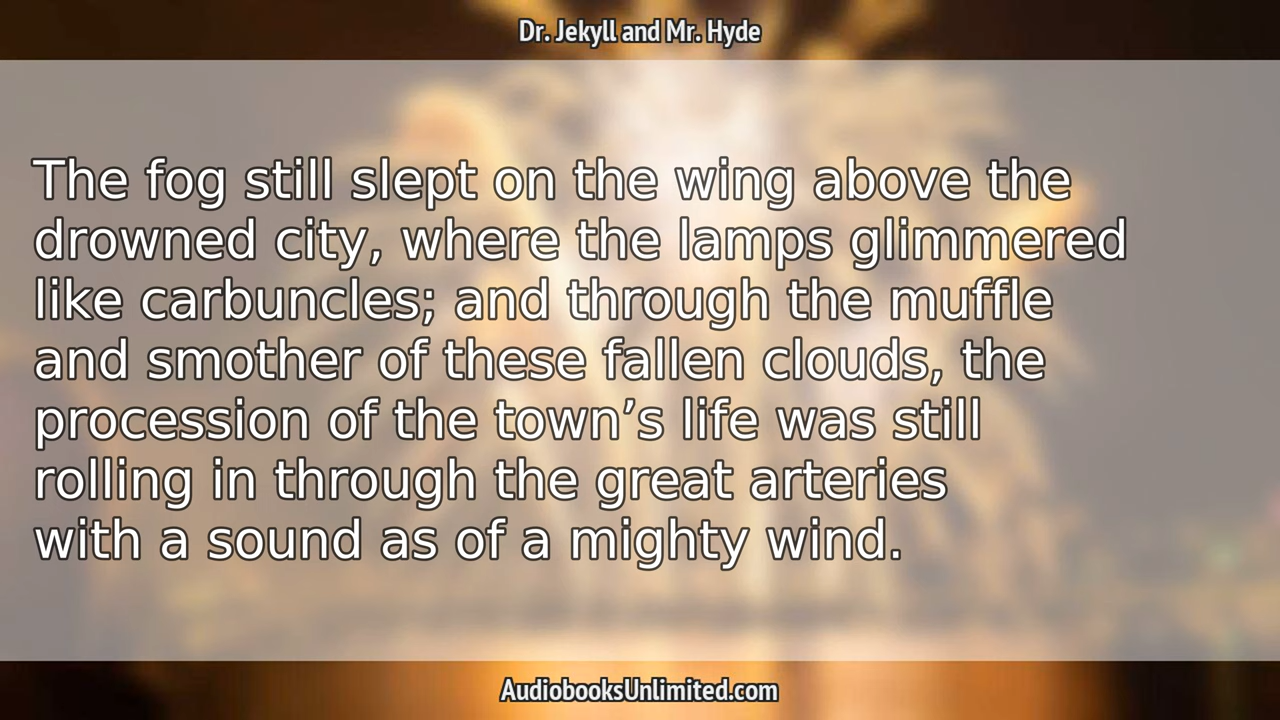 Dr. Jekyll and Mr. Hyde
The fog still slept on the wing above the
drowned city, where the lamps glimmered
like carbuncles; and through the muffle
and smother of these fallen clouds, the
procession of the town’s life was still
rolling in through the great arteries
with a sound as of a mighty wind.
AudiobooksUnlimited.com